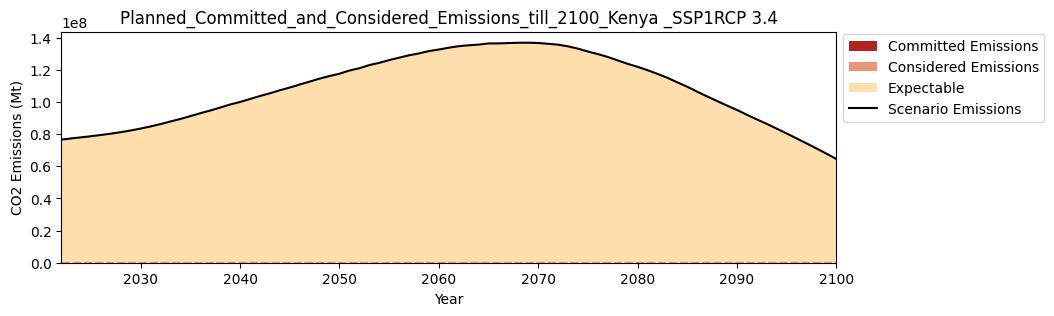 Planned_Committed_and_Considered_Emissions_till_2100_Kenya _SSP1RCP 3.4
1e8
1.4
1.2
1.0
0.8
0.6
0.4
0.2
0.0
CO2 Emissions (Mt)
2030 2040 2050 2060 2070 2080 2090 2100
Year
Committed Emissions
Considered Emissions
Expectable
Scenario Emissions